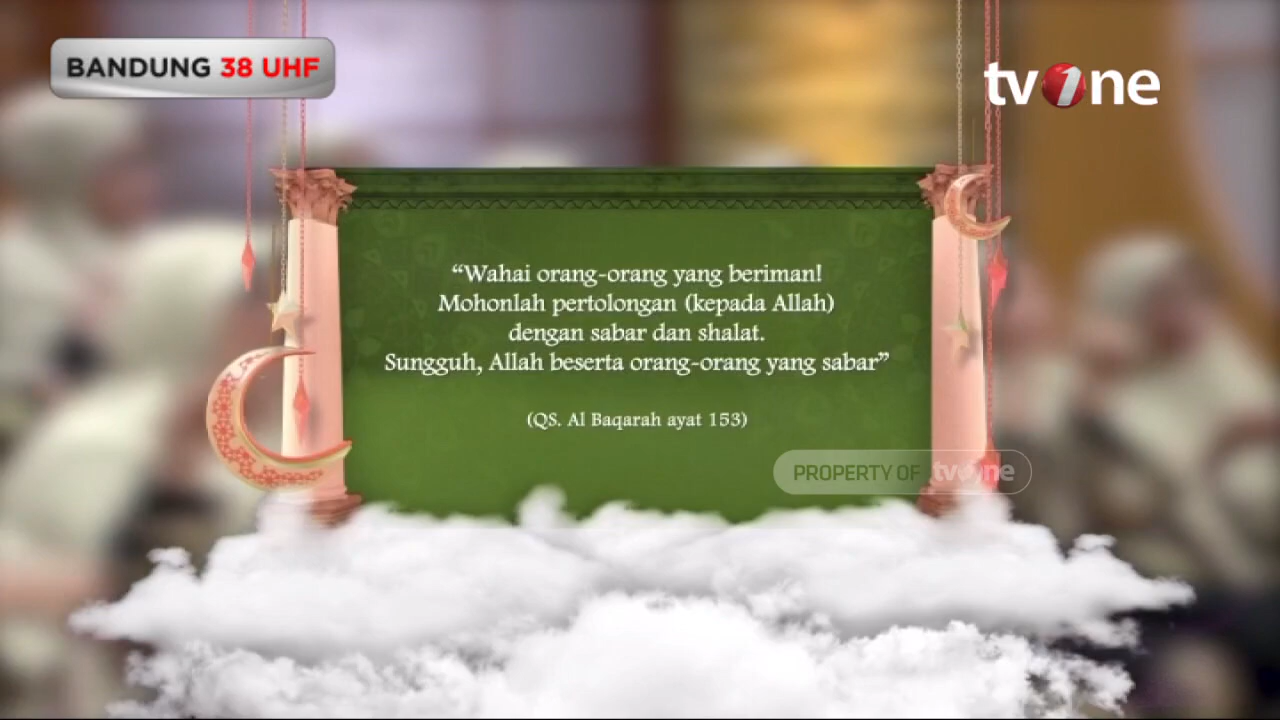 BANDUNG 38 UHF
tvOne
“Wahai orang-orang yang beriman!
Mohonlah pertolongan (kepada Allah)
dengan sabar dan shalat.
Sungguh, Allah beserta orang-orang yang sabar”
(QS. Al Baqarah ayat 153)
PROPERTY OF tvOne